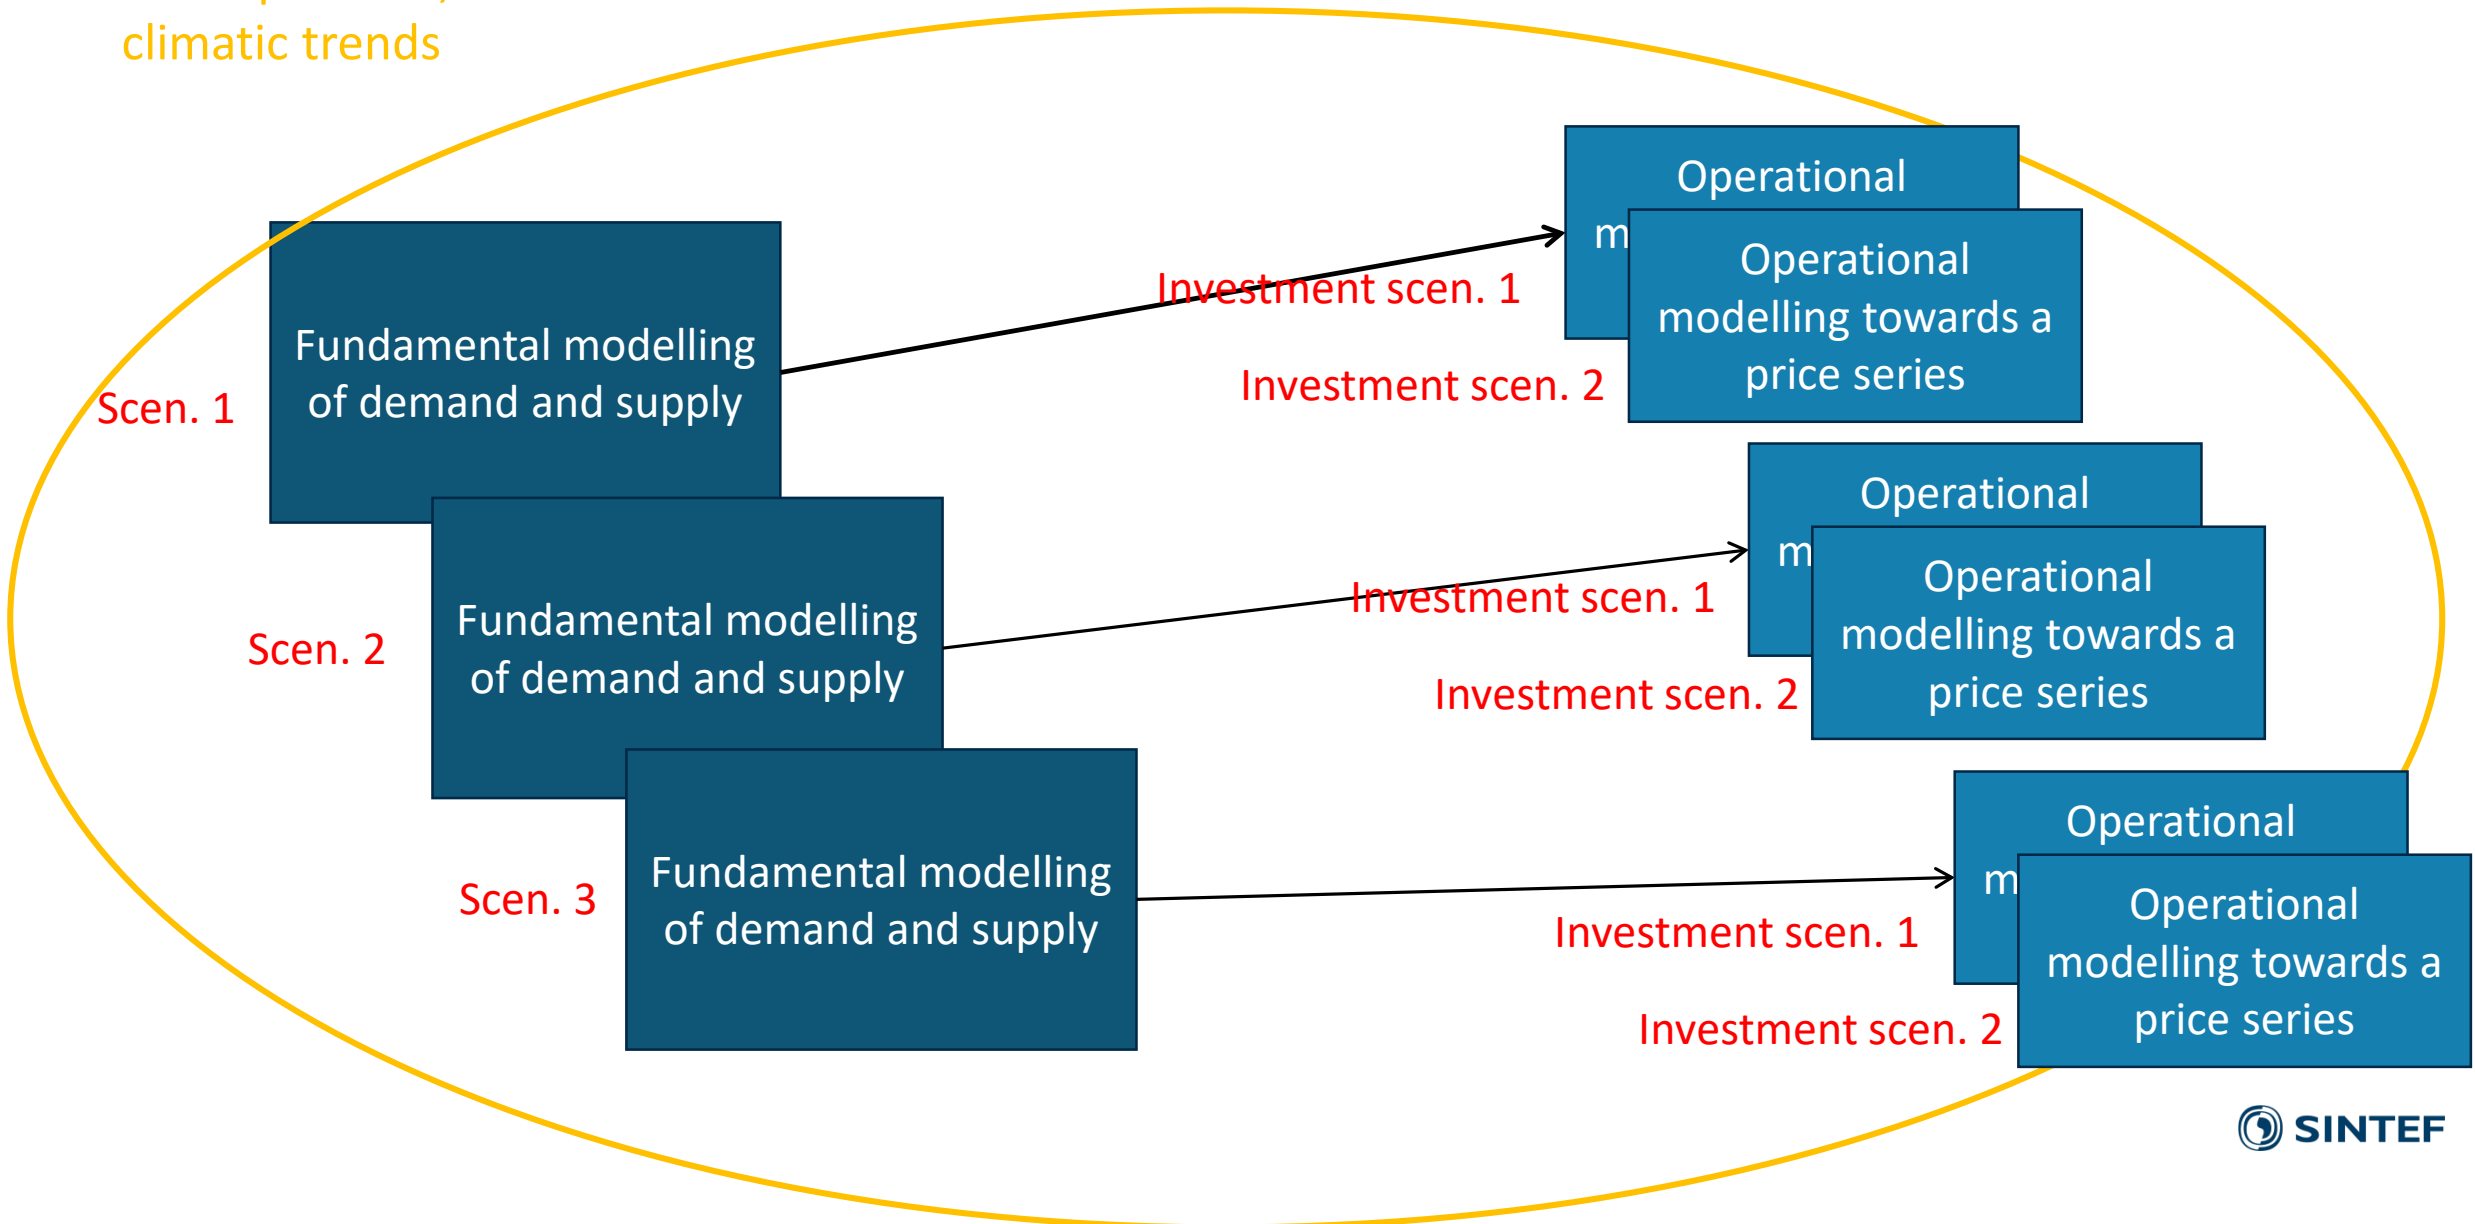 climatic trends
Operational
m
Operational
modelling towards a
price series
Investment scen. 1
Investment scen. 2
Fundamental modelling
of demand and supply
Scen. 1
Operational
m
Operational
modelling towards a
price series
Investment scen. 1
Investment scen. 2
Fundamental modelling
of demand and supply
Scen. 2
Operational
m
Operational
modelling towards a
price series
Investment scen. 1
Investment scen. 2
Fundamental modelling
of demand and supply
Scen. 3
SINTEF